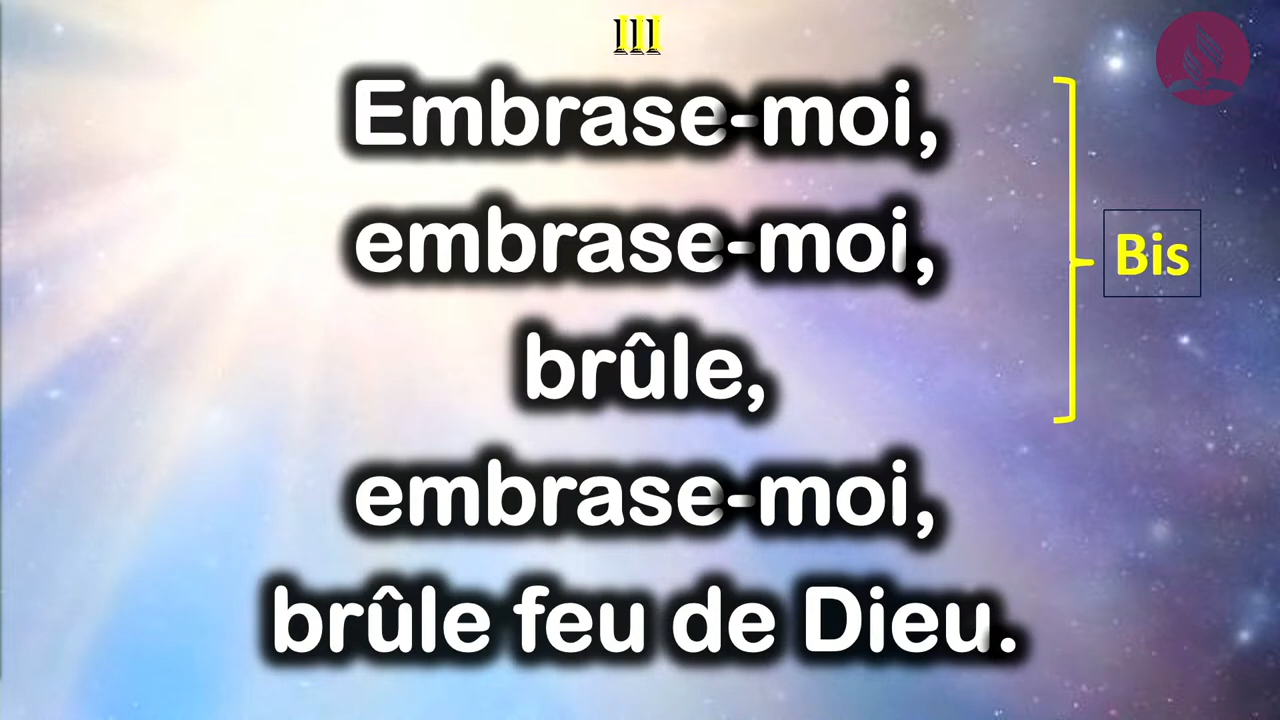 III
Embrase-moi,
embrase-moi,
brûle,
embrase-moi,
brûle feu de Dieu.
Bis